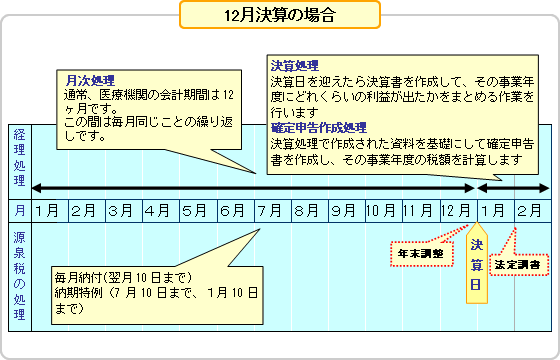 12月決算の場合
月次処理
通常、医療機関の会計期間は12
ヶ月です。
この間は毎月同じことの繰り返
しです。
決算処理
決算日を迎えたら決算書を作成して、その事業年
度にどれくらいの利益が出たかをまとめる作業を
行います
確定申告作成処理
決算処理で作成された資料を基礎にして確定申告
書を作成し、その事業年度の税額を計算します
経理処理
月 1月 2月 3月 4月 5月 6月 7月 8月 9月 10月 11月 12月 1月 2月
源泉税の処理
毎月納付(翌月10日まで)
納期特例(7月10日まで、1月10日
まで)
年末調整
決算日
法定調書